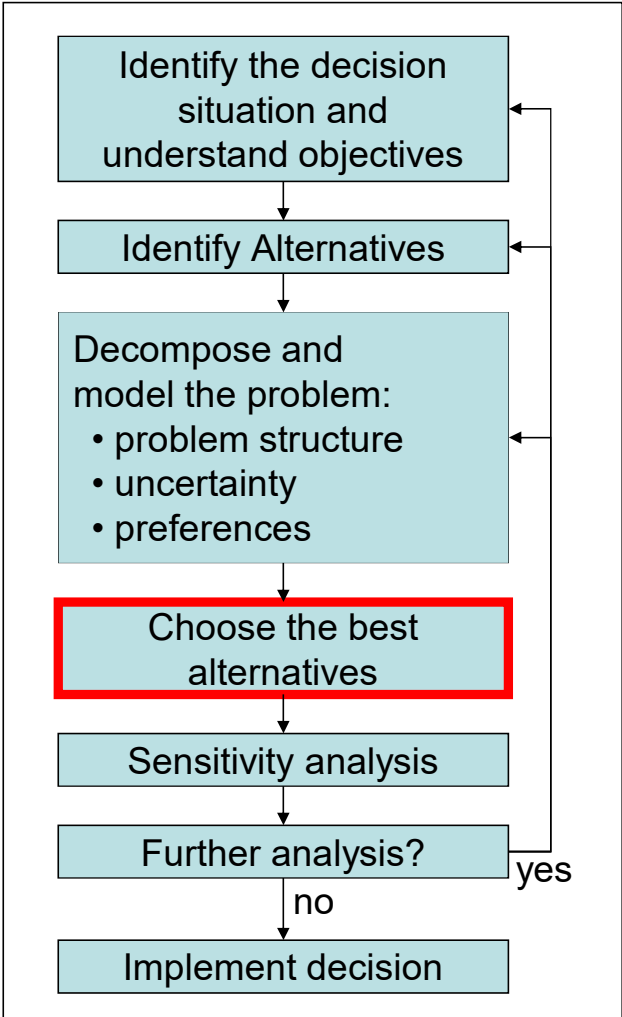 Identify the decision
situation and
understand objectives
Identify Alternatives
Decompose and
model the problem:
• problem structure
• uncertainty
• preferences
Choose the best
alternatives
Sensitivity analysis
Further analysis?
yes
no
Implement decision